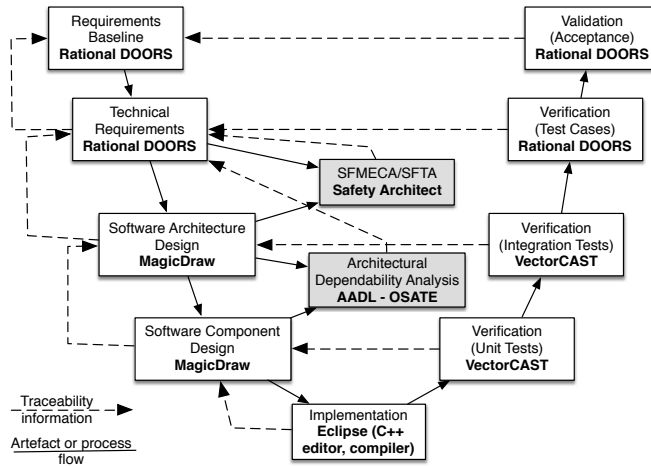 Requirements
Baseline
Rational DOORS
Validation
(Acceptance)
Rational DOORS
Technical
Requirements
Rational DOORS
Verification
(Test Cases)
Rational DOORS
SFMECA/SFTA
Safety Architect
Software Architecture
Design
MagicDraw
Verification
(Integration Tests)
VectorCAST
Architectural
Dependability Analysis
AADL - OSATE
Software Component
Design
MagicDraw
Verification
(Unit Tests)
VectorCAST
Implementation
Eclipse (C++
editor, compiler)
Traceability
information
Artefact or process
flow